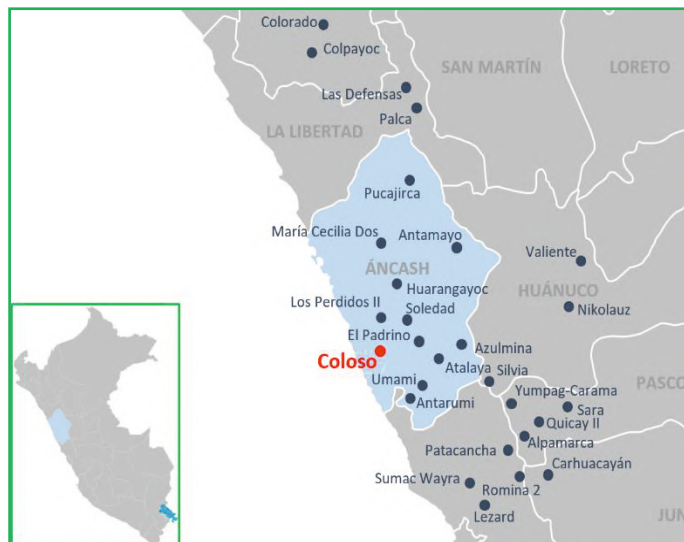 Colorado
Colpayoc
SAN MARTÍN
LORETO
Las Defensas
Palca
LA LIBERTAD
Pucajirca
María Cecilia Dos
Antamayo
Valiente
ÁNCASH
Huarangayoc
HUÁNUCO
Los Perdidos II
Soledad
Nikolauz
El Padrino
Azulmina
Coloso
Atalaya
Silvia
Umami
PASCO
Yumpag-Carama
Antarumi
Sara
Quicay II
Alpamarca
Patacancha
Carhuacayán
Sumac Wayra
Romina 2
Lezard
JUN